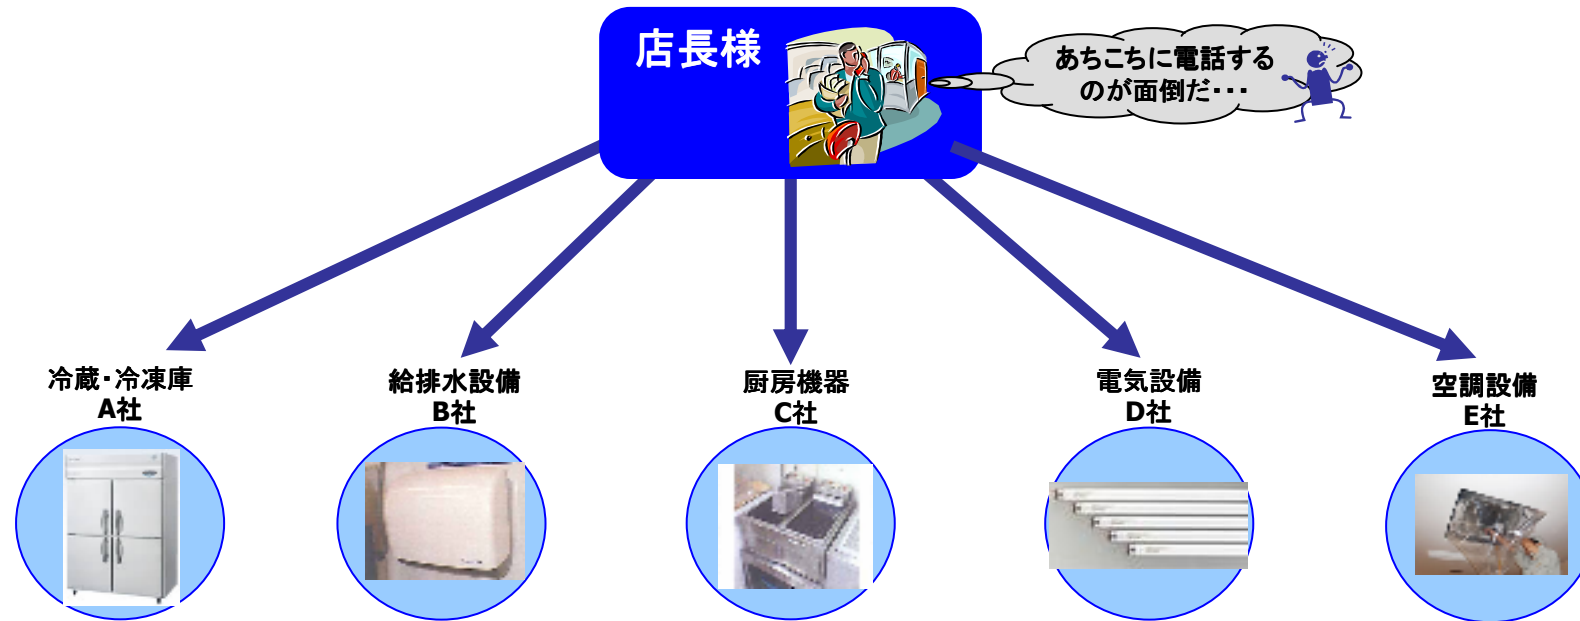 店長様
あちこちに電話する
のが面倒だ・・・
冷蔵・冷凍庫
A社
給排水設備
B社
厨房機器
C社
電気設備
D社
空調設備
E社